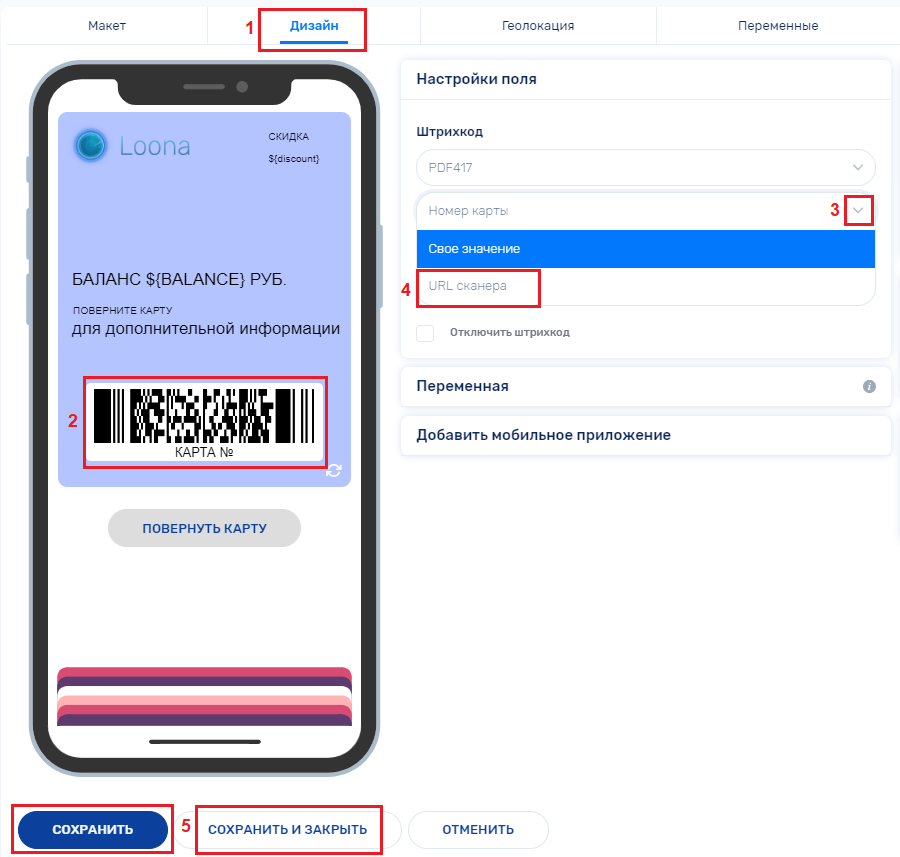 Макет
1
Дизайн
Геолокация
Переменные
Loona
СКИДКА
${discount}
БАЛАНС ${BALANCE} РУБ.
ПОВЕРНИТЕ КАРТУ
для дополнительной информации
2
КАРТА №
ПОВЕРНУТЬ КАРТУ
Настройки поля
Штрихкод
PDF417
Номер карты
3
Свое значение
4
URL сканера
Отключить штрихкод
Переменная
i
Добавить мобильное приложение
СОХРАНИТЬ
5
СОХРАНИТЬ И ЗАКРЫТЬ
ОТМЕНИТЬ